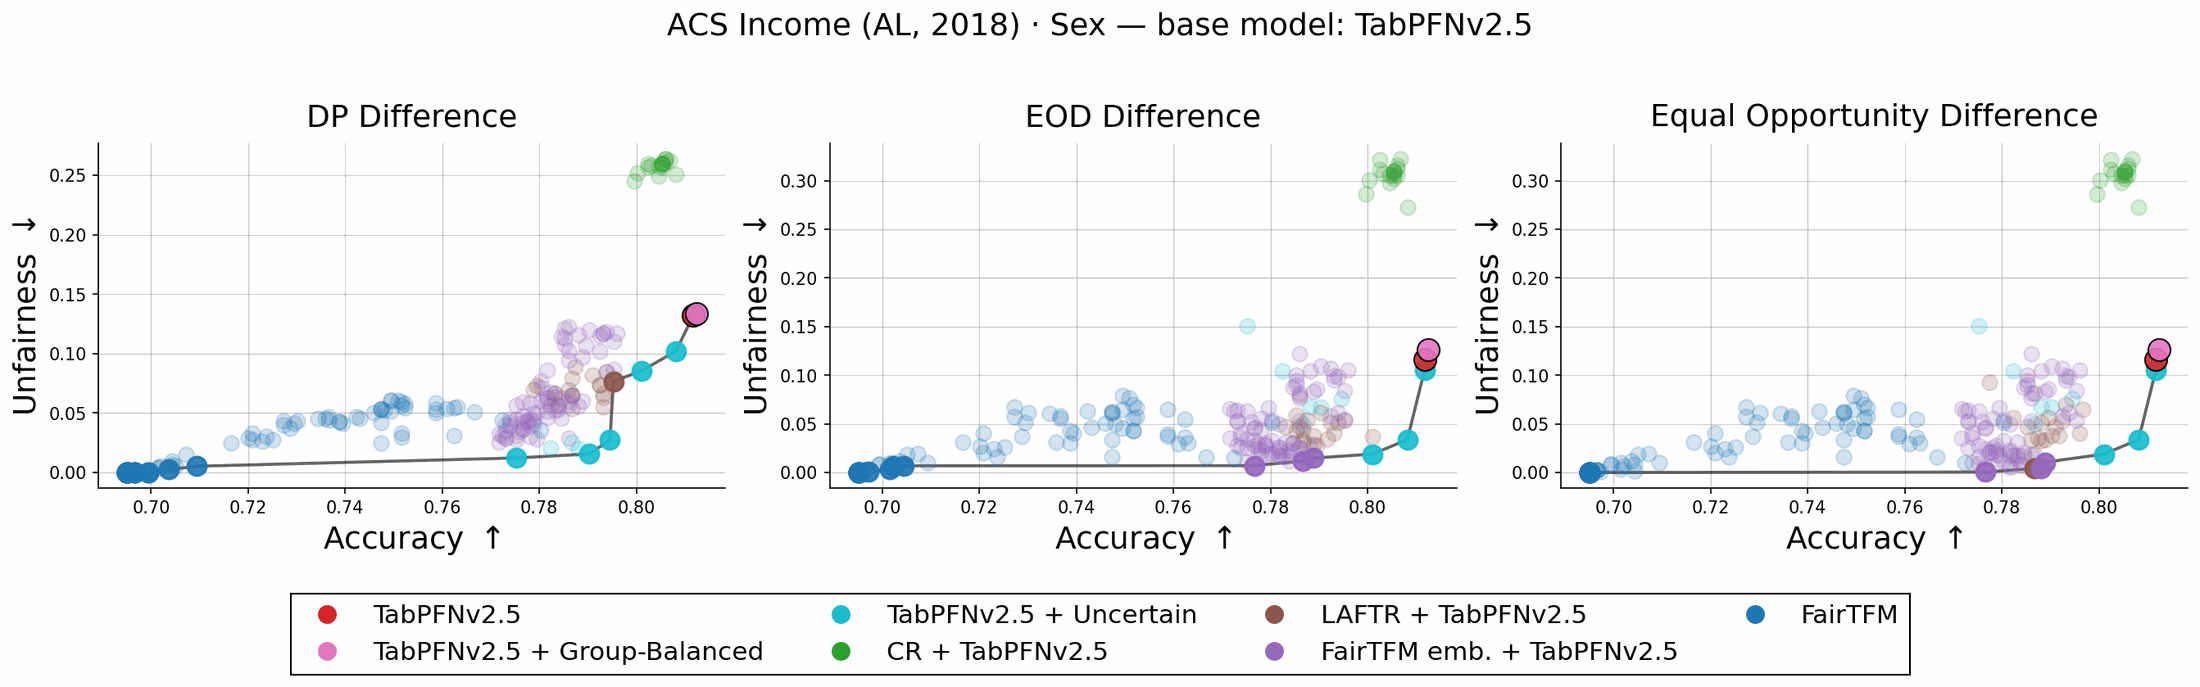 ACS Income (AL, 2018) · Sex — base model: TabPFNv2.5
DP Difference
Unfairness ↓
0.25
0.20
0.15
0.10
0.05
0.00
0.70 0.72 0.74 0.76 0.78 0.80
Accuracy ↑
EOD Difference
Unfairness ↓
0.30
0.25
0.20
0.15
0.10
0.05
0.00
0.70 0.72 0.74 0.76 0.78 0.80
Accuracy ↑
Equal Opportunity Difference
Unfairness ↓
0.30
0.25
0.20
0.15
0.10
0.05
0.00
0.70 0.72 0.74 0.76 0.78 0.80
Accuracy ↑
TabPFNv2.5
TabPFNv2.5 + Group-Balanced
TabPFNv2.5 + Uncertain
CR + TabPFNv2.5
LAFTR + TabPFNv2.5
FairTFM emb. + TabPFNv2.5
FairTFM